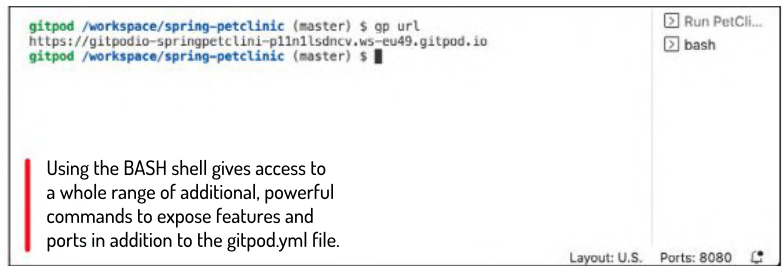 gitpod /workspace/spring-petclinic (master) $ gp url
https://gitpodio-springpetclini-p11n1lsdncv.ws-eu49.gitpod.io
gitpod /workspace/spring-petclinic (master) $
Run PetCli...
bash
Using the BASH shell gives access to
a whole range of additional, powerful
commands to expose features and
ports in addition to the gitpod.yml file.
Layout: U.S. Ports: 8080